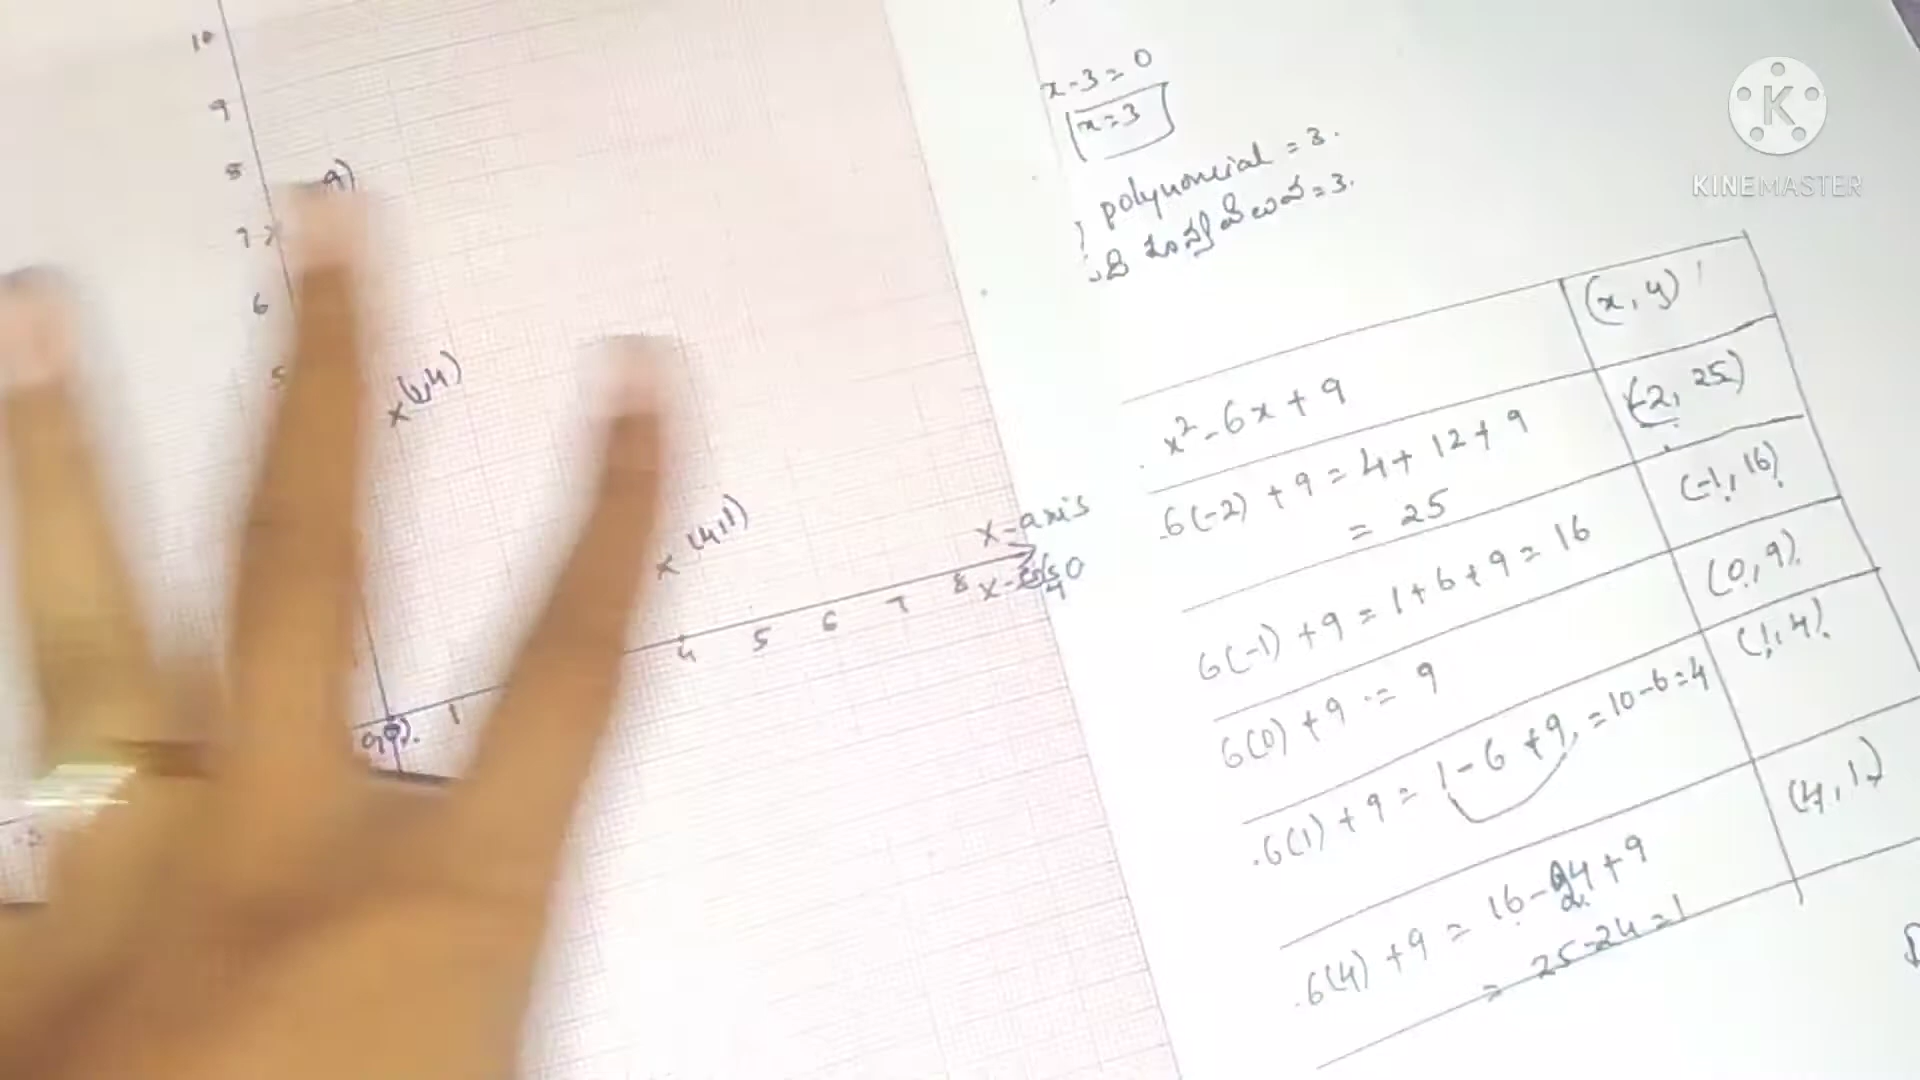 10
9
8
7
6
5
(1,4)
(4,1)
x-axis
4 5 6 7 8
1
x-3=0
x=3
polynomial = 3.
=3.
KINEMASTER
x²-6x+9 (x, y)
6(-2)+9 = 4+12+9 (-2, 25)
= 25
6(-1)+9 = 1+6+9 = 16 (-1, 16)
6(0)+9 = 9 (0, 9)
6(1)+9 = 1-6+9 = 10-6=4 (1, 4)
6(4)+9 = 16-24+9 (4, 1)
= 25-24=1